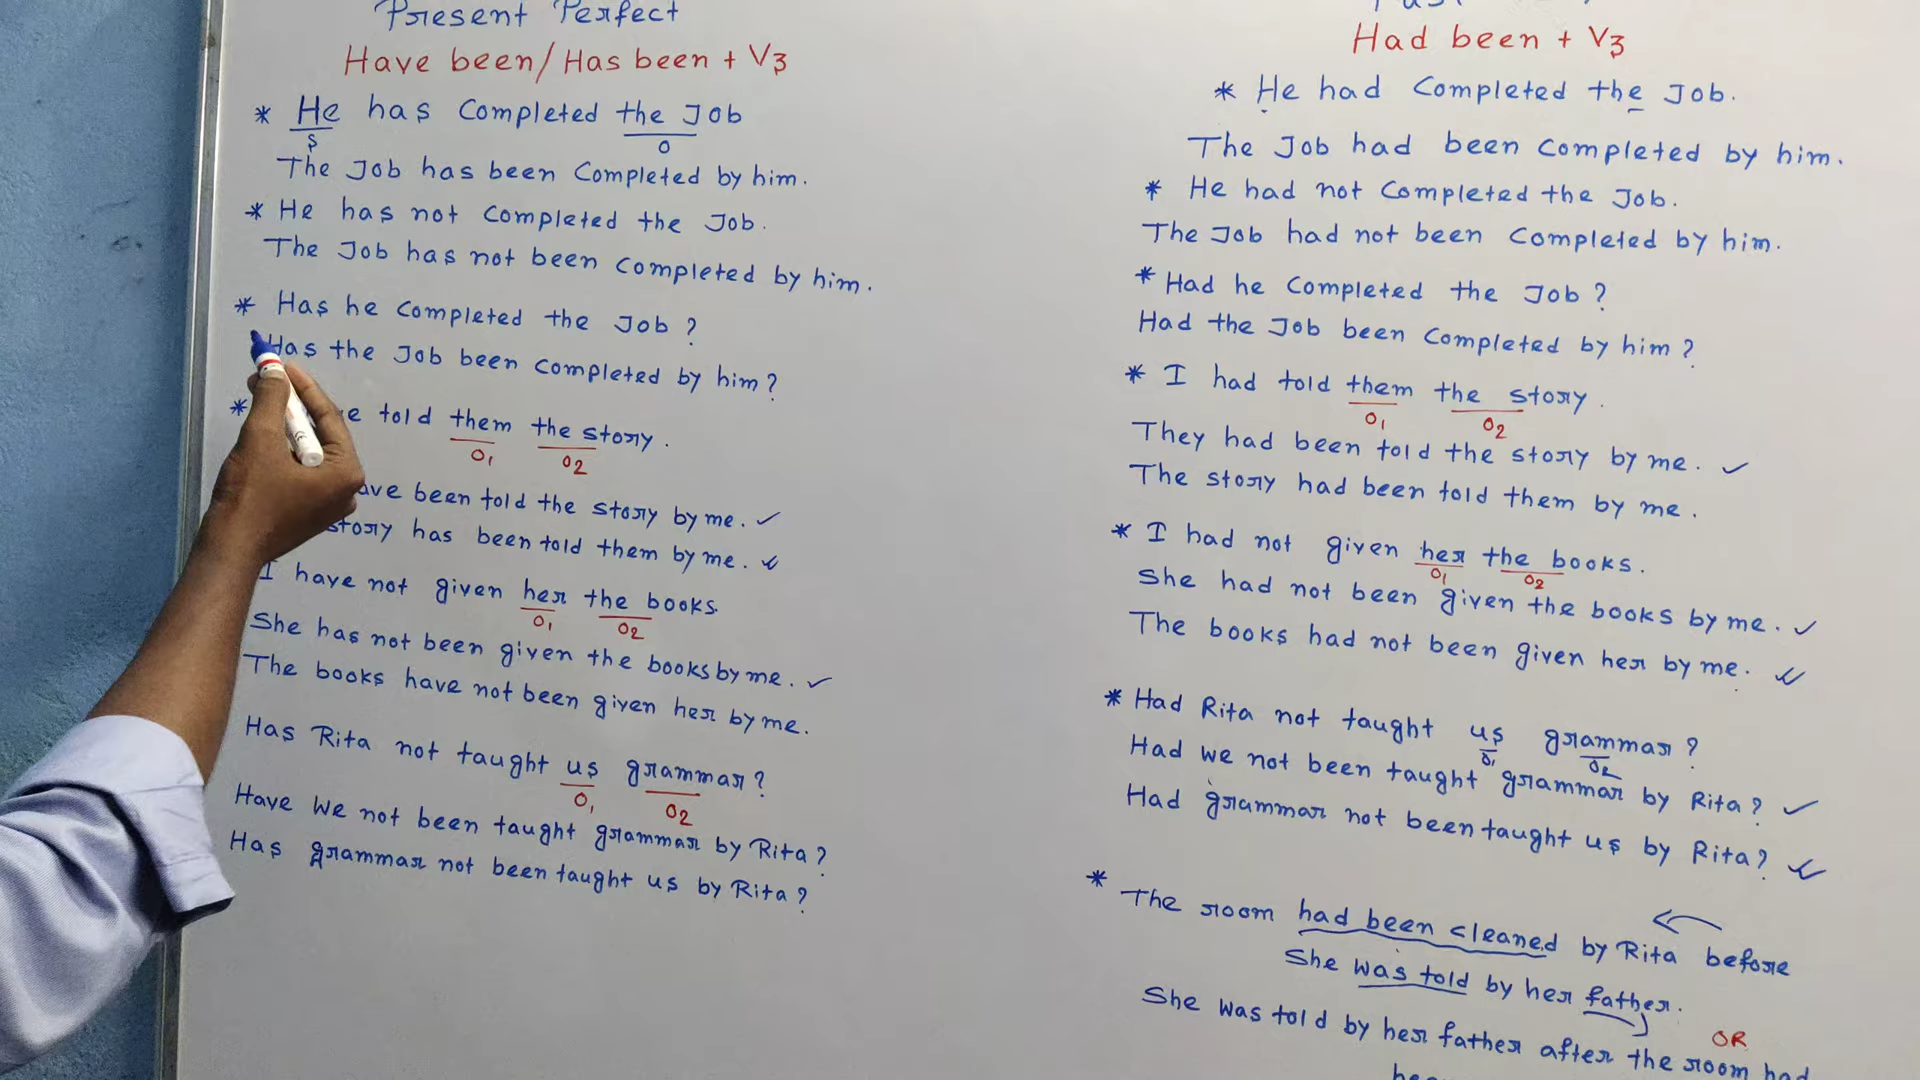 Present Perfect
Have been/Has been + V3
* He has completed the Job
S O
The Job has been completed by him.
* He has not completed the Job.
The Job has not been completed by him.
* Has he completed the Job?
Has the Job been completed by him?
* told them the story.
O1 O2
been told the story by me. ✓
story has been told them by me. ✓
I have not given her the books.
O1 O2
She has not been given the books by me. ✓
The books have not been given her by me.
Has Rita not taught us grammar?
O1 O2
Have we not been taught grammar by Rita?
Has grammar not been taught us by Rita?
Had been + V3
* He had completed the Job.
The Job had been completed by him.
* He had not completed the Job.
The Job had not been completed by him.
* Had he completed the Job?
Had the Job been completed by him?
* I had told them the story.
O1 O2
They had been told the story by me. ✓
The story had been told them by me.
* I had not given her the books.
O1 O2
She had not been given the books by me. ✓
The books had not been given her by me. ✓
* Had Rita not taught us grammar?
O1 O2
Had we not been taught grammar by Rita? ✓
Had grammar not been taught us by Rita? ✓
* The room had been cleaned by Rita before
She was told by her father.
OR
She was told by her father after the room had